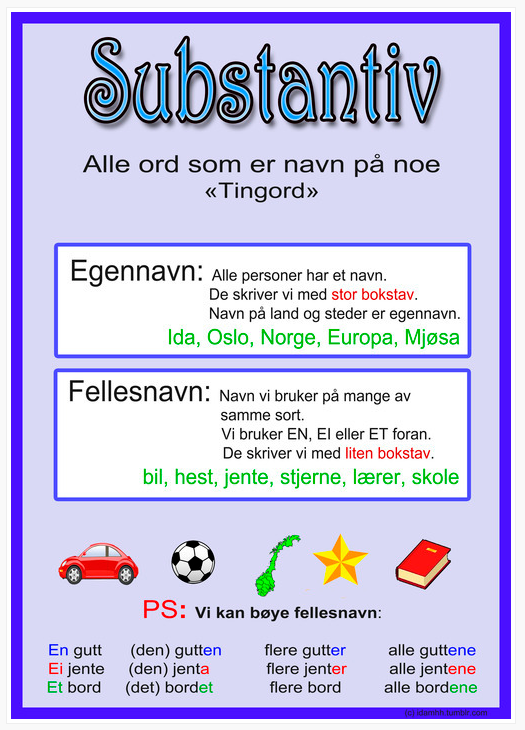 Substantiv
Alle ord som er navn på noe
«Tingord»
Egennavn: Alle personer har et navn.
De skriver vi med stor bokstav.
Navn på land og steder er egennavn.
Ida, Oslo, Norge, Europa, Mjøsa
Fellesnavn: Navn vi bruker på mange av
samme sort.
Vi bruker EN, EI eller ET foran.
De skriver vi med liten bokstav.
bil, hest, jente, stjerne, lærer, skole
PS: Vi kan bøye fellesnavn:
En gutt (den) gutten flere gutter alle guttene
Ei jente (den) jenta flere jenter alle jentene
Et bord (det) bordet flere bord alle bordene